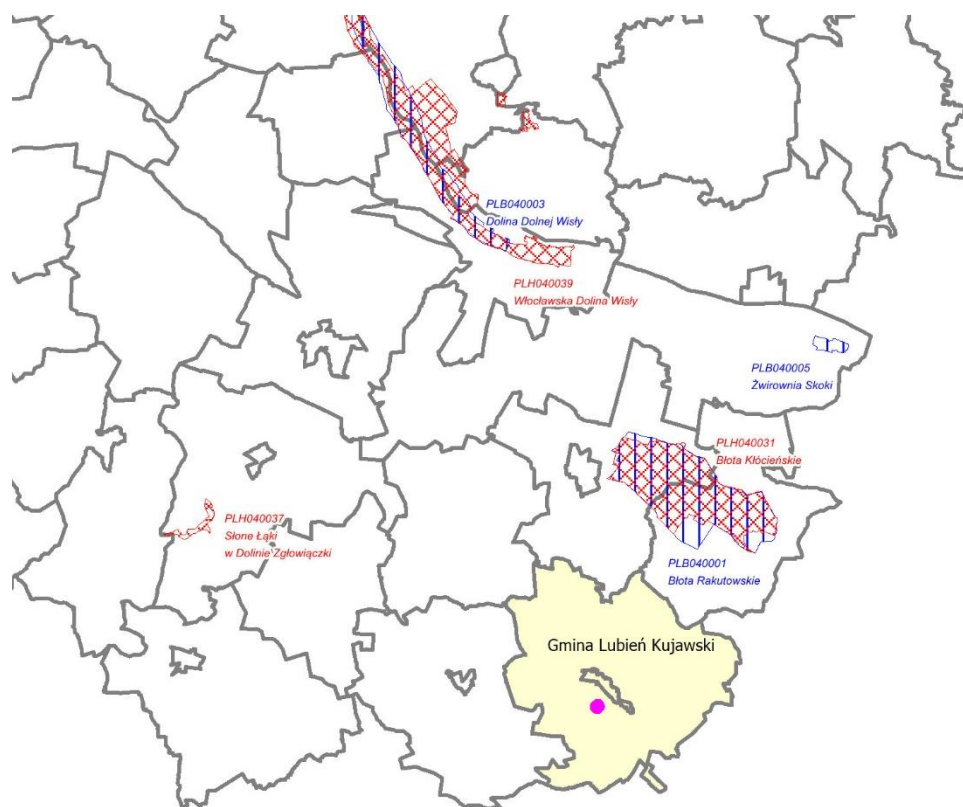 PLB040003
Dolina Dolnej Wisły
PLH040039
Włocławska Dolina Wisły
PLB040005
Żwirownia Skoki
PLH040031
Błota Kłócieńskie
PLH040037
Słone Łąki
w Dolinie Zgłowiączki
PLB040001
Błota Rakutowskie
Gmina Lubień Kujawski